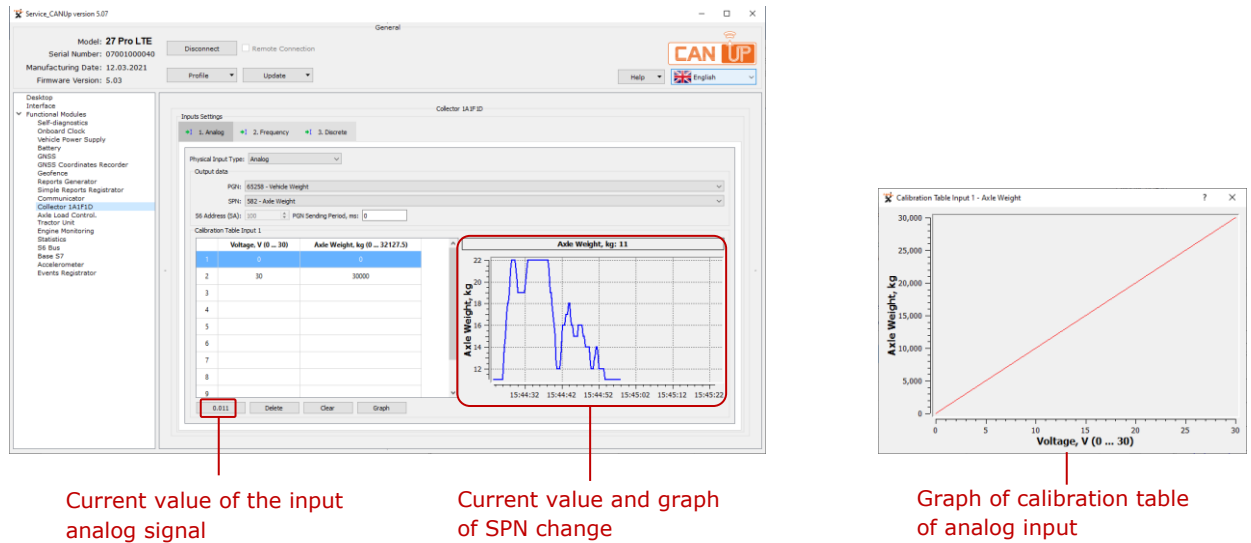 Service_CANUp version 5.07
General
Model: 27 Pro LTE
Serial Number: 07001000040
Manufacturing Date: 12.03.2021
Firmware Version: 5.03
Disconnect
Remote Connection
Profile
Update
CAN UP
Help
English
Desktop
Interface
Functional Modules
Self-diagnostics
Onboard Clock
Vehicle Power Supply
Battery
GNSS
GNSS Coordinates Recorder
Geofence
Reports Generator
Simple Reports Registrator
Communicator
Collector 1A1F1D
Axle Load Control.
Tractor Unit
Engine Monitoring
Statistics
S6 Bus
Base S7
Accelerometer
Events Registrator
Collector 1A1F1D
Inputs Settings
1. Analog 2. Frequency 3. Discrete
Physical Input Type: Analog
Output data
PGN: 65258 - Vehicle Weight
SPN: 582 - Axle Weight
S6 Address (SA): 100 PGN Sending Period, ms: 0
Calibration Table Input 1
Voltage, V (0 ... 30) Axle Weight, kg (0 ... 32127.5)
1 0 0
2 30 30000
3
4
5
6
7
8
9
0.011 Delete Clear Graph
Axle Weight, kg: 11
Axle Weight, kg
22
20
18
16
14
12
15:44:32 15:44:42 15:44:52 15:45:02 15:45:12 15:45:22
Calibration Table Input 1 - Axle Weight
Axle Weight, kg
30,000
25,000
20,000
15,000
10,000
5,000
0
0 5 10 15 20 25 30
Voltage, V (0 ... 30)
Current value of the input
analog signal
Current value and graph
of SPN change
Graph of calibration table
of analog input